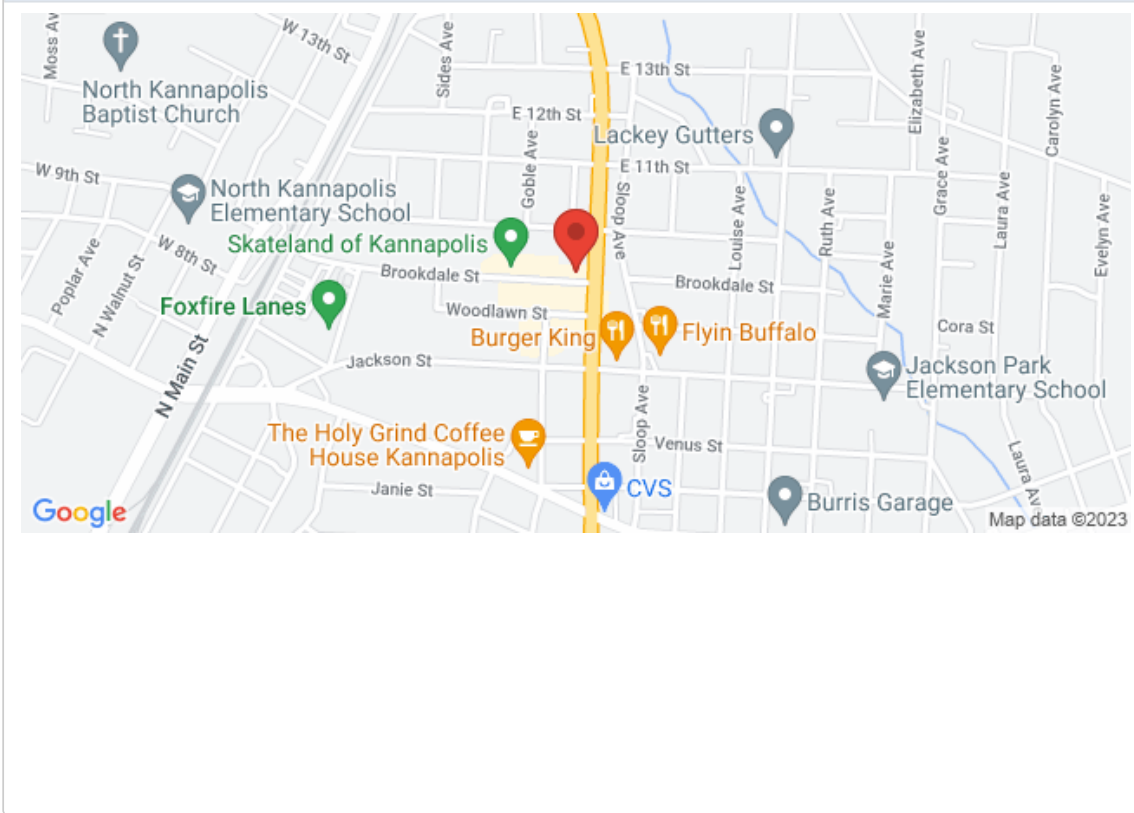 Moss Av
W 13th St
Sides Ave
E 13th St
Elizabeth Ave
Carolyn Ave
North Kannapolis
Baptist Church
E 12th St
Lackey Gutters
Goble Ave
E 11th St
Grace Ave
W 9th St
North Kannapolis
Elementary School
Sloop Ave
Louise Ave
Ruth Ave
Laura Ave
Evelyn Ave
Skateland of Kannapolis
W 8th St
Poplar Ave
N Walnut St
Brookdale St
Brookdale St
Marie Ave
Foxfire Lanes
Woodlawn St
Burger King
Flyin Buffalo
Cora St
N Main St
Jackson St
Jackson Park
Elementary School
Sloop Ave
The Holy Grind Coffee
House Kannapolis
Venus St
Laura Av
Janie St
CVS
Burris Garage
Google
Map data ©2023